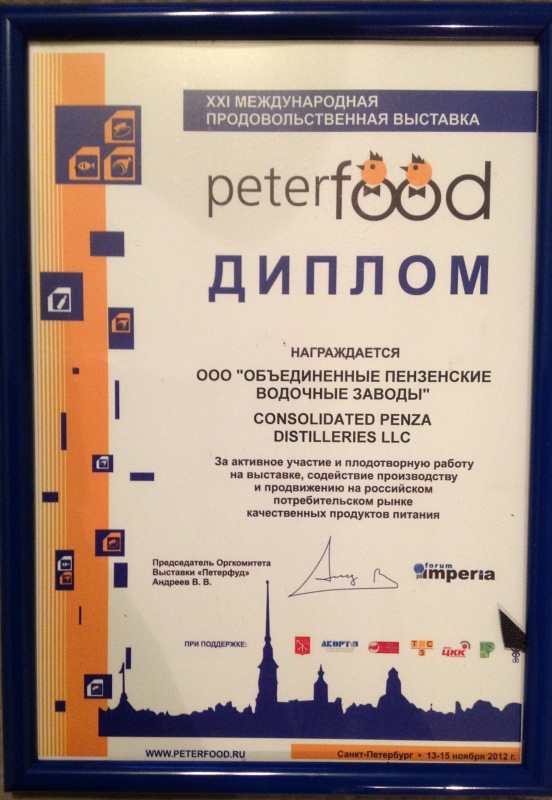 XXI МЕЖДУНАРОДНАЯ
ПРОДОВОЛЬСТВЕННАЯ ВЫСТАВКА
peterfood
ДИПЛОМ
НАГРАЖДАЕТСЯ
ООО "ОБЪЕДИНЕННЫЕ ПЕНЗЕНСКИЕ
ВОДОЧНЫЕ ЗАВОДЫ"
CONSOLIDATED PENZA
DISTILLERIES LLC
За активное участие и плодотворную работу
на выставке, содействие производству
и продвижению на российском
потребительском рынке
качественных продуктов питания
Председатель Оргкомитета
Выставки «Петерфуд»
Андреев В. В.
forum
imperia
ПРИ ПОДДЕРЖКЕ:
АКОРТ
ЦКК
WWW.PETERFOOD.RU
Санкт-Петербург • 13-15 ноября 2012 г.